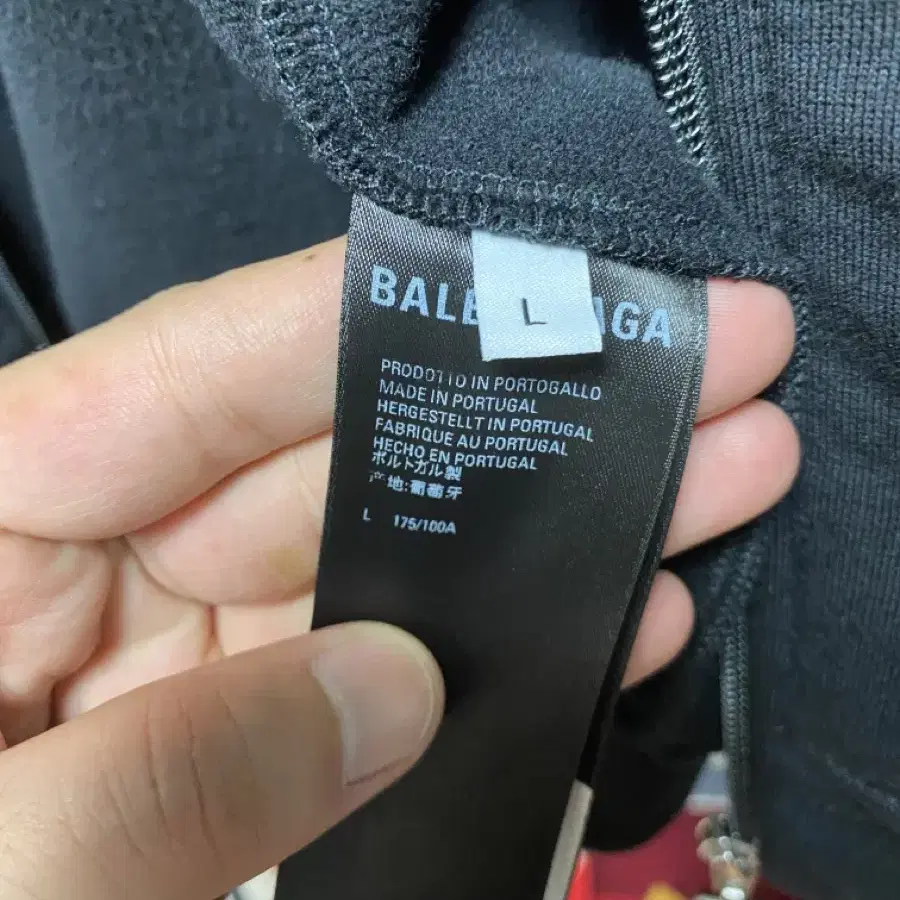 BALE
L
GA
PRODOTTO IN PORTOGALLO
MADE IN PORTUGAL
HERGESTELLT IN PORTUGAL
FABRIQUE AU PORTUGAL
HECHO EN PORTUGAL
ポルトガル製
产地:葡萄牙
L 175/100A